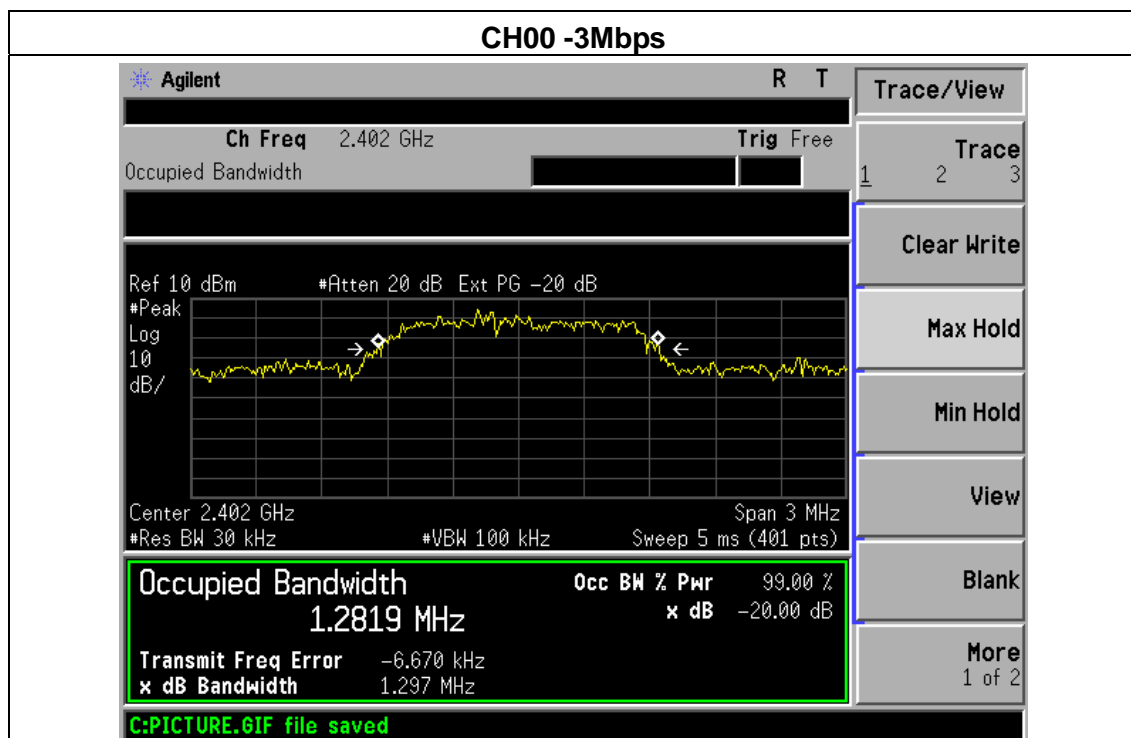 CH00 -3Mbps
Agilent R T
Trace/View
Ch Freq 2.402 GHz Trig Free
Occupied Bandwidth
Trace
1 2 3
Clear Write
Ref 10 dBm #Atten 20 dB Ext PG -20 dB
#Peak
Log
10
dB/
Max Hold
Min Hold
View
Center 2.402 GHz Span 3 MHz
#Res BW 30 kHz #VBW 100 kHz Sweep 5 ms (401 pts)
Occupied Bandwidth Occ BW % Pwr 99.00 %
1.2819 MHz x dB -20.00 dB
Blank
Transmit Freq Error -6.670 kHz
x dB Bandwidth 1.297 MHz
More
1 of 2
C:PICTURE.GIF file saved